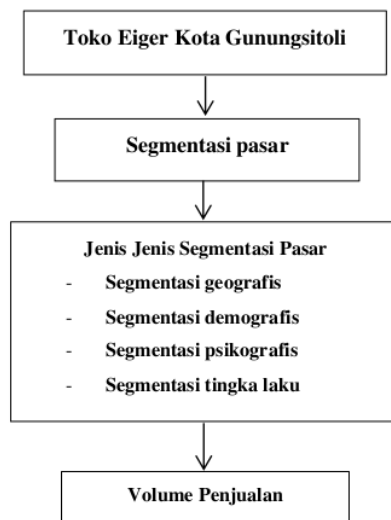 Toko Eiger Kota Gunungsitoli
Segmentasi pasar
Jenis Jenis Segmentasi Pasar
- Segmentasi geografis
- Segmentasi demografis
- Segmentasi psikografis
- Segmentasi tingka laku
Volume Penjualan